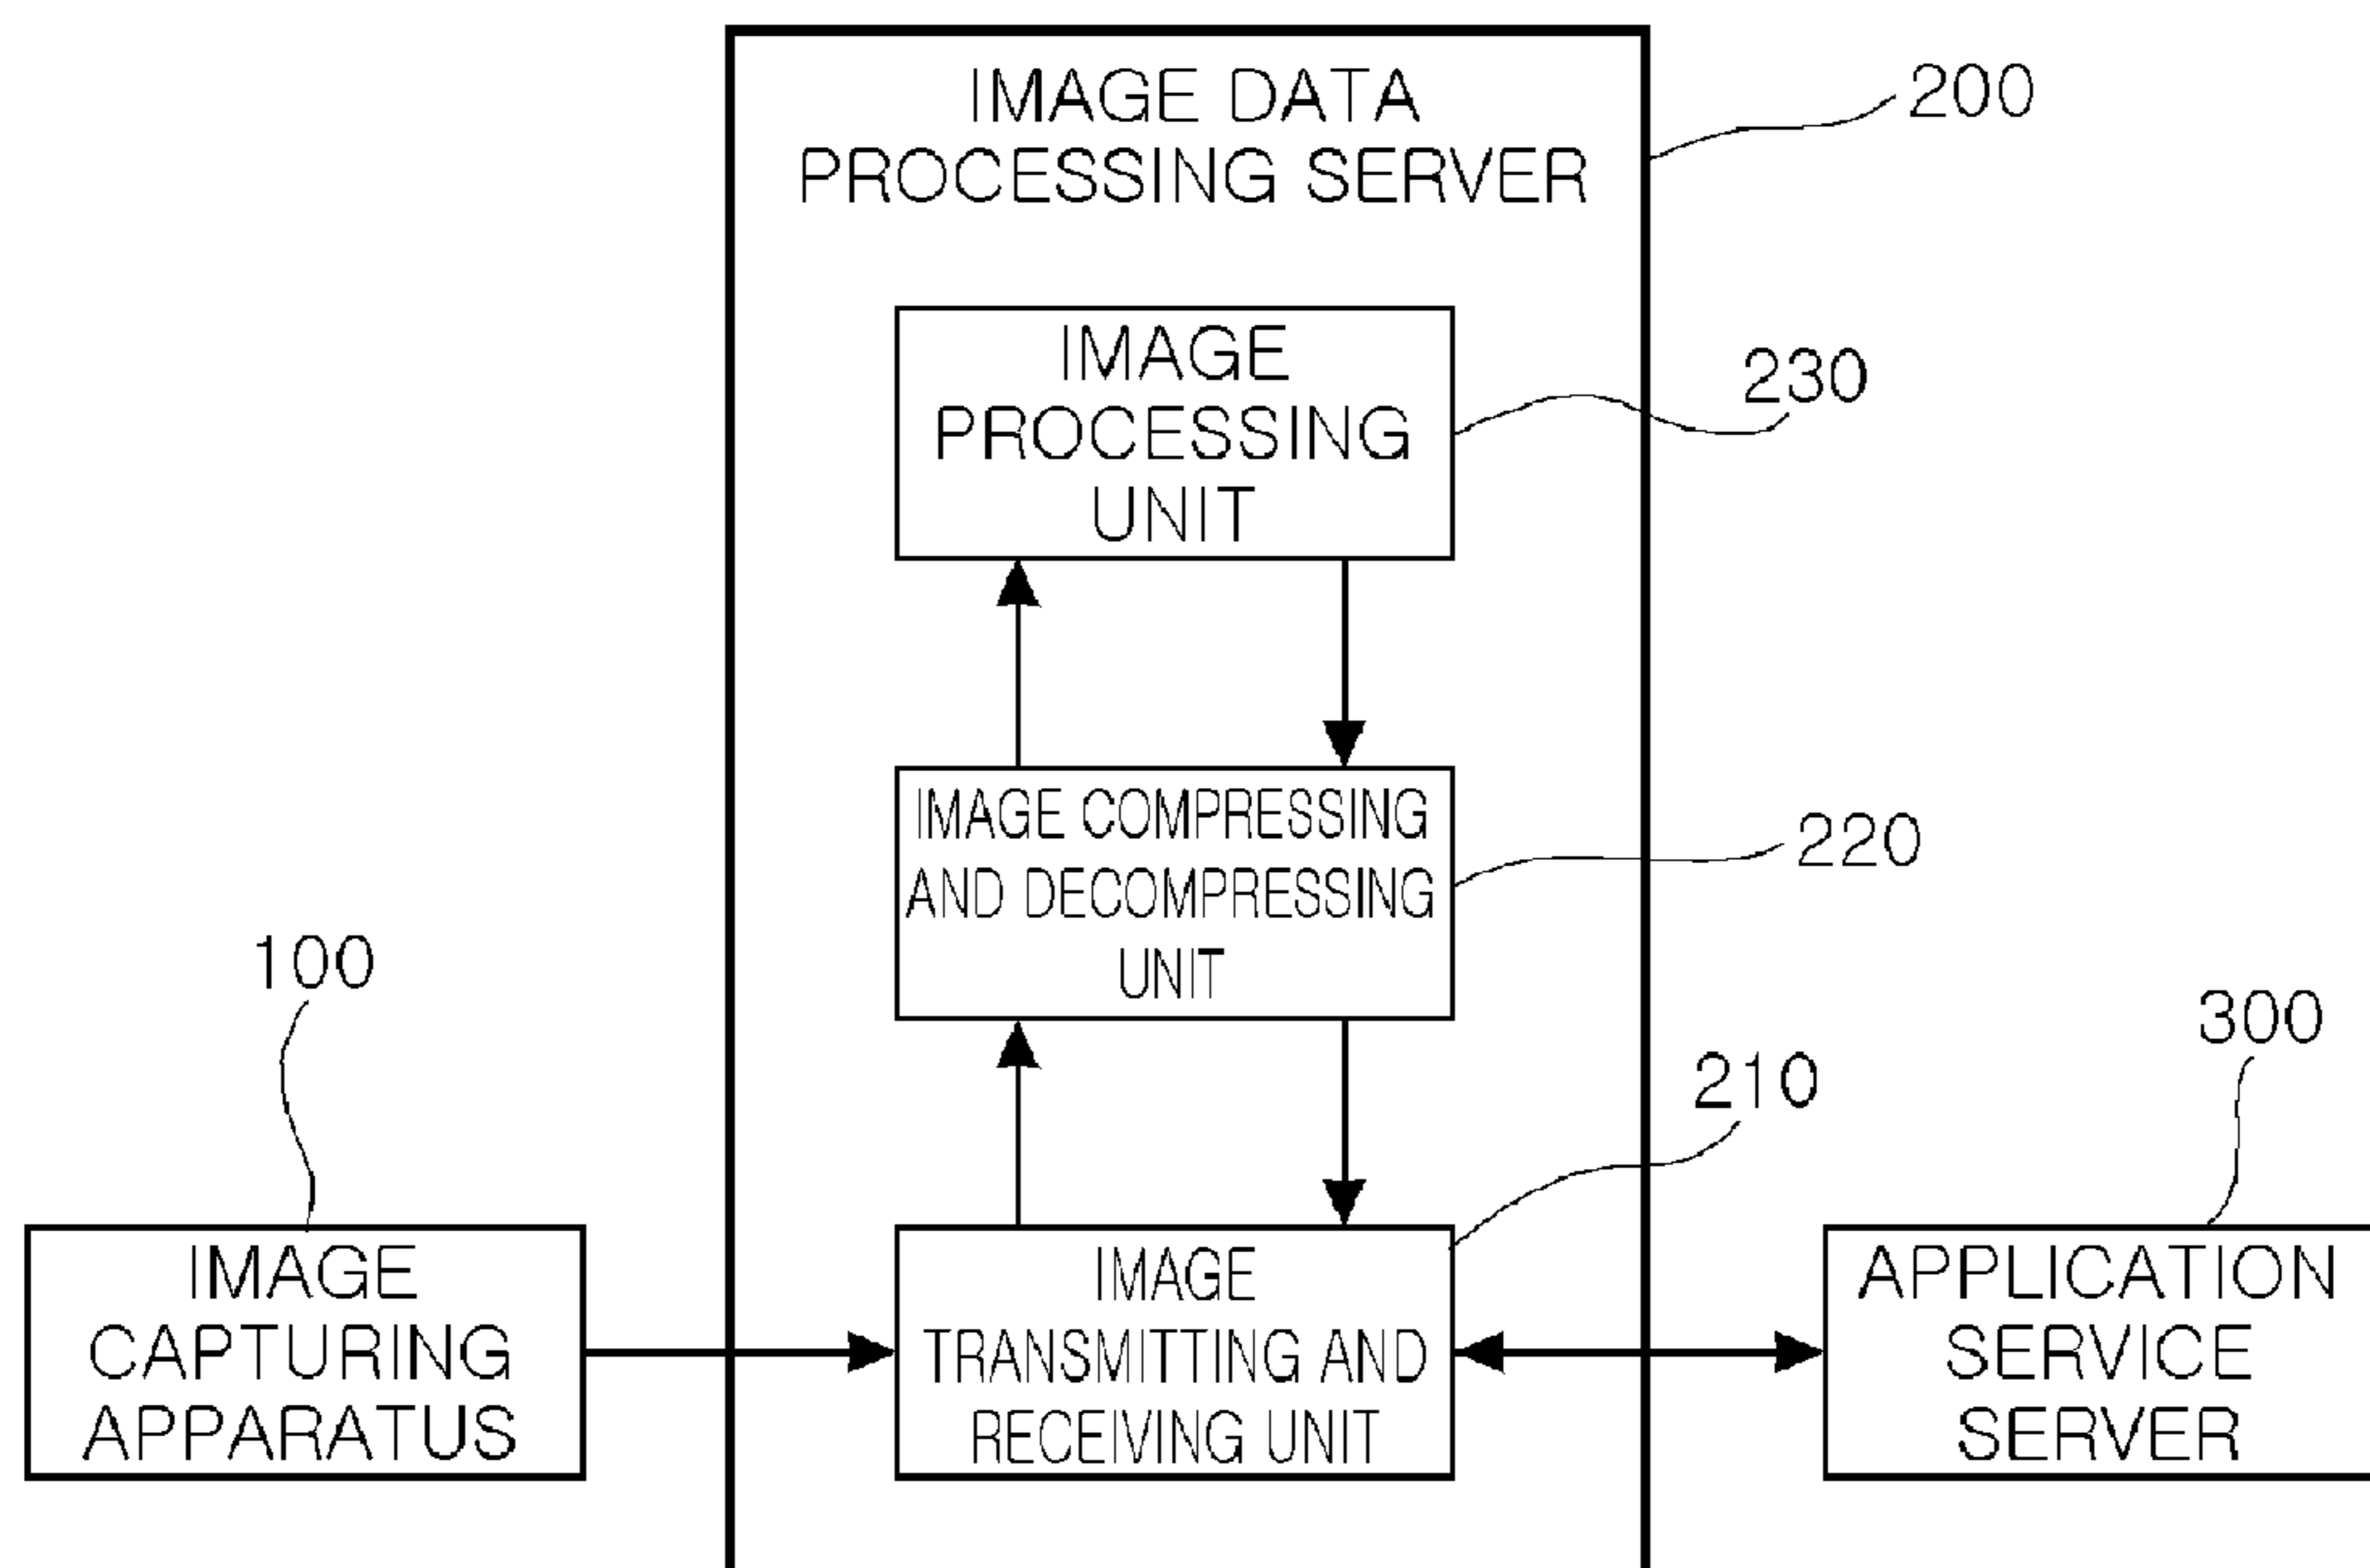 IMAGE DATA
PROCESSING SERVER
200
IMAGE
PROCESSING
UNIT
230
IMAGE COMPRESSING
AND DECOMPRESSING
UNIT
220
100
300
210
IMAGE
CAPTURING
APPARATUS
IMAGE
TRANSMITTING AND
RECEIVING UNIT
APPLICATION
SERVICE
SERVER